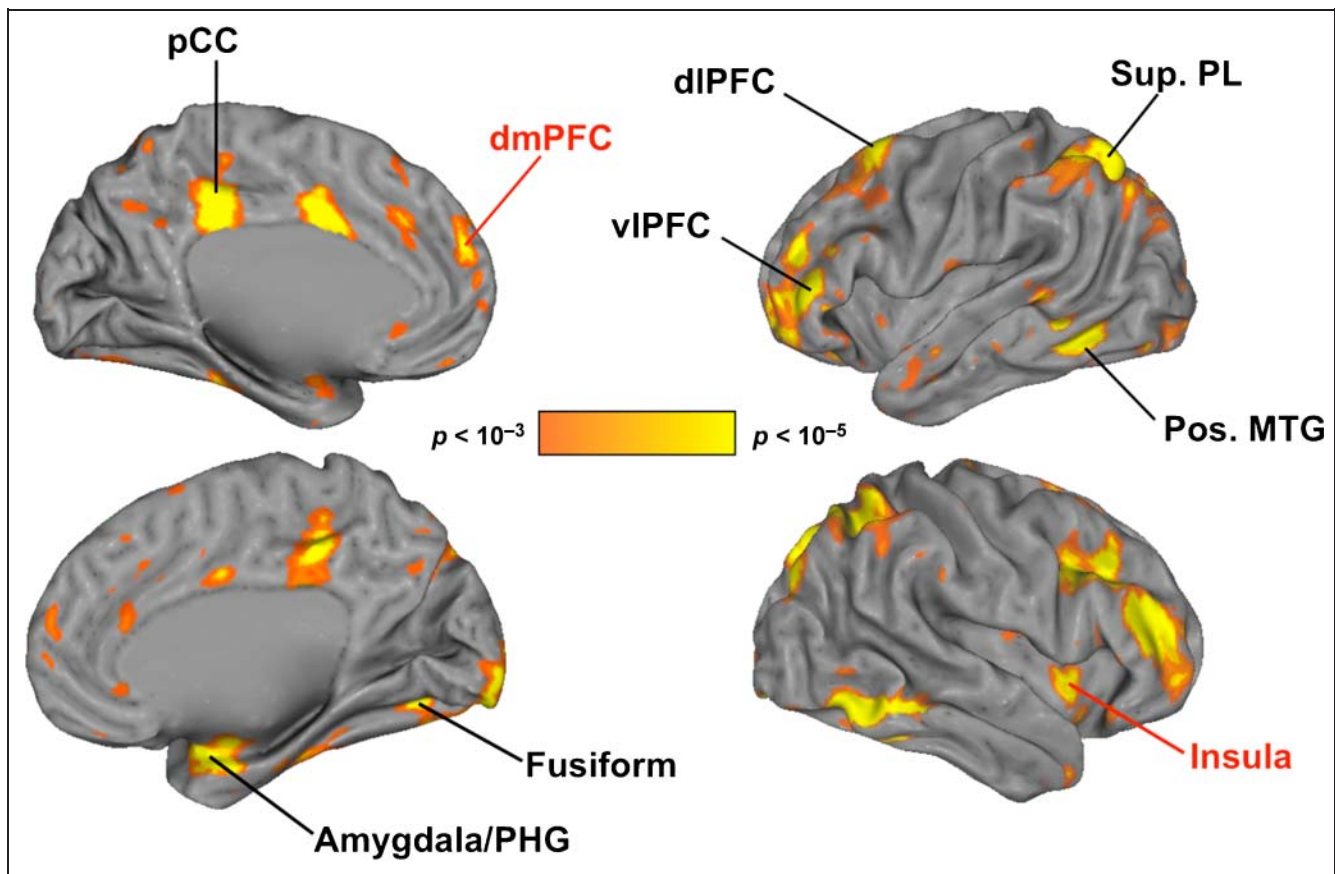 pCC
dmPFC
dlPFC
Sup. PL
vlPFC
Pos. MTG
p < 10⁻³
p < 10⁻⁵
Fusiform
Amygdala/PHG
Insula